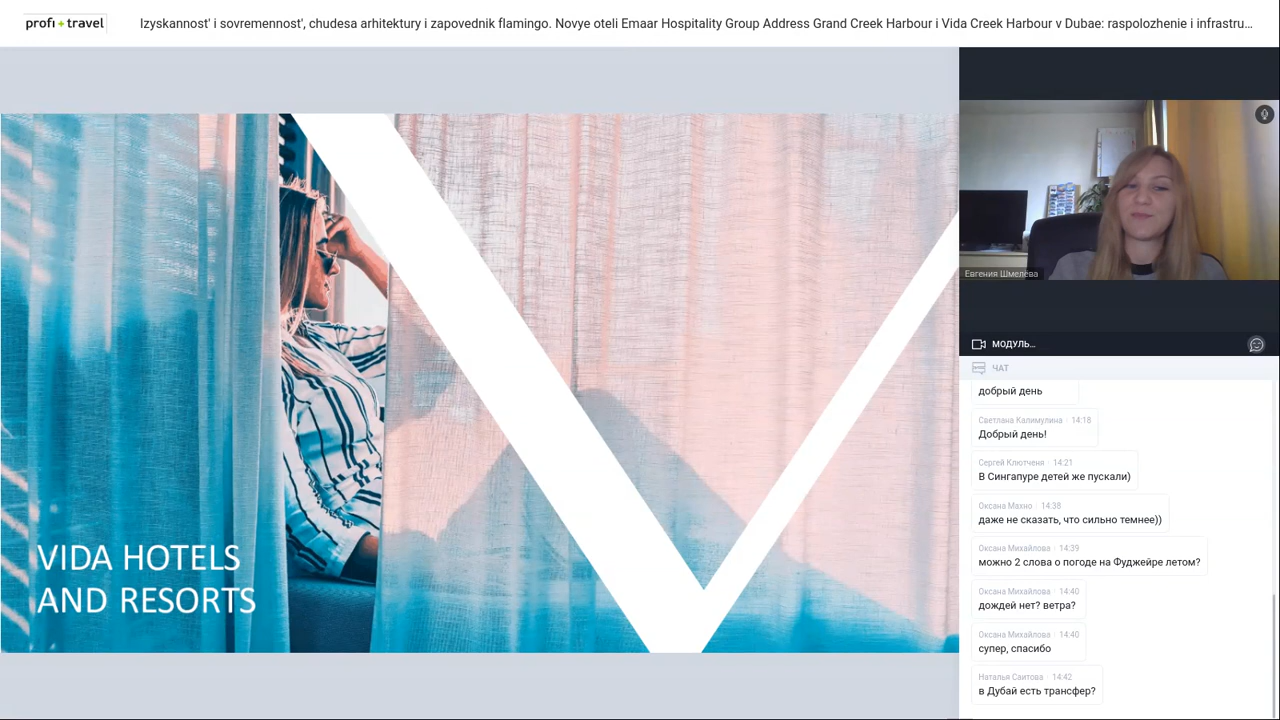 profi + travel
Izyskannost' i sovremennost', chudesa arhitektury i zapovednik flamingo. Novye oteli Emaar Hospitality Group Address Grand Creek Harbour i Vida Creek Harbour v Dubae: raspolozhenie i infrastru…
VIDA HOTELS
AND RESORTS
Евгения Шмелёва
МОДУЛЬ...
ЧАТ
добрый день
Светлана Калимулина · 14:18
Добрый день!
Сергей Клютченя · 14:21
В Сингапуре детей же пускали)
Оксана Махно · 14:38
даже не сказать, что сильно темнее))
Оксана Михайлова · 14:39
можно 2 слова о погоде на Фуджейре летом?
Оксана Михайлова · 14:40
дождей нет? ветра?
Оксана Михайлова · 14:40
супер, спасибо
Наталья Саитова · 14:42
в Дубай есть трансфер?